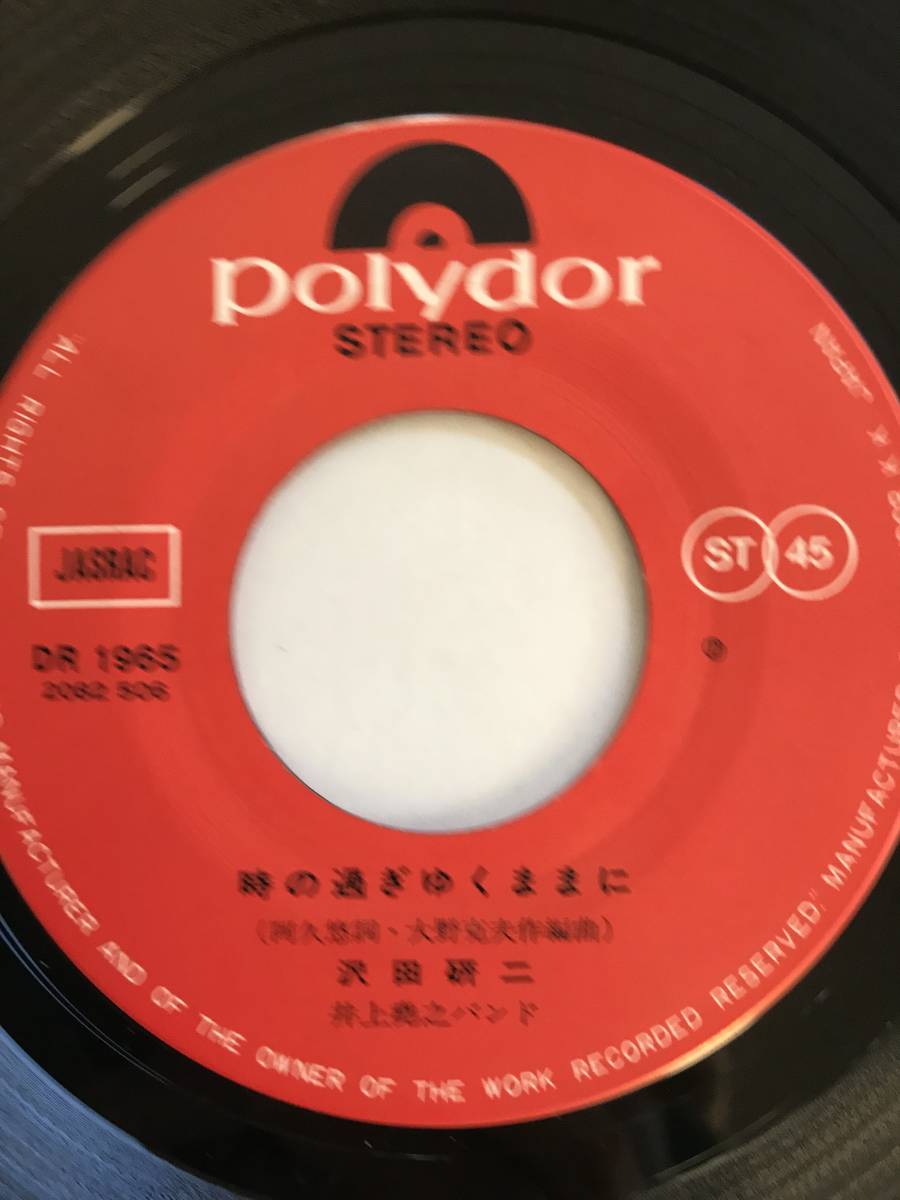 polydor
STEREO
JASRAC
ST 45
DR 1965
2082 506
時の過ぎゆくままに
(阿久悠詞・大野克夫作編曲)
沢田研二
井上堯之バンド
ALL RIGHTS
MANUFACTURER AND OF THE OWNER OF THE WORK RECORDED RESERVED.
JAPAN